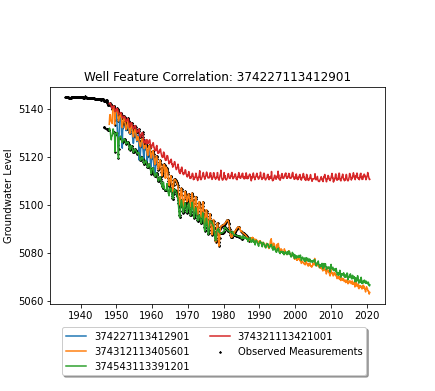 Well Feature Correlation: 374227113412901
Groundwater Level
5140
5120
5100
5080
5060
1940 1950 1960 1970 1980 1990 2000 2010 2020
374227113412901 374321113421001
374312113405601 Observed Measurements
374543113391201